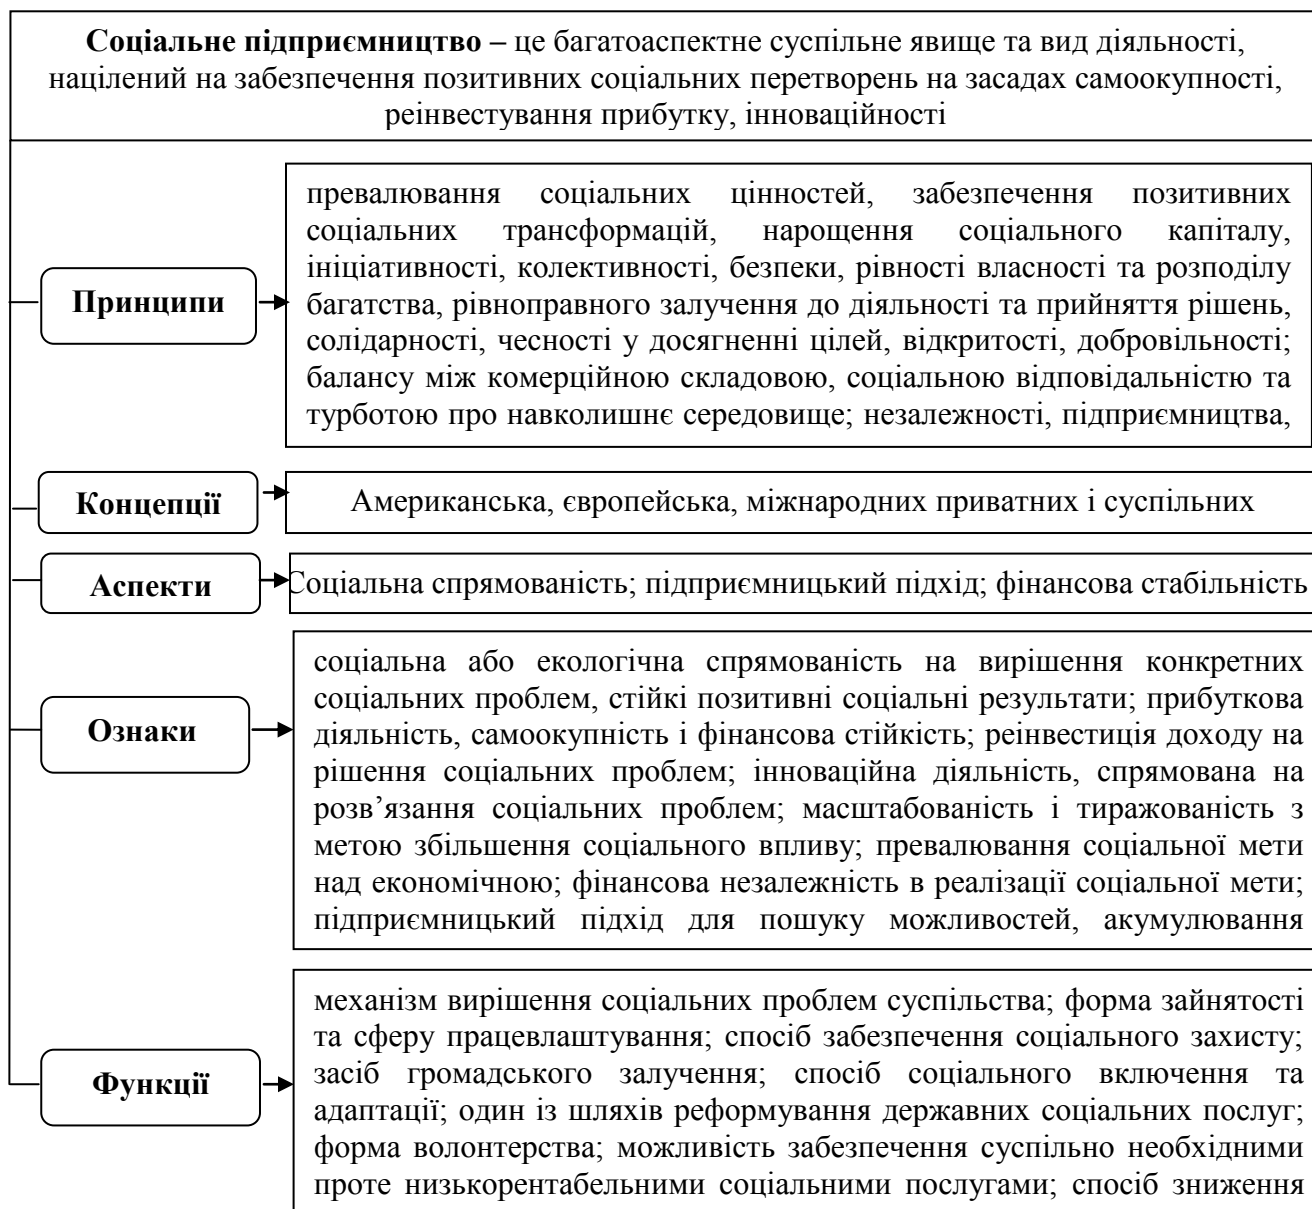 Соціальне підприємництво – це багатоаспектне суспільне явище та вид діяльності,
націлений на забезпечення позитивних соціальних перетворень на засадах самоокупності,
реінвестування прибутку, інноваційності
Принципи
превалювання соціальних цінностей, забезпечення позитивних
соціальних трансформацій, нарощення соціального капіталу,
ініціативності, колективності, безпеки, рівності власності та розподілу
багатства, рівноправного залучення до діяльності та прийняття рішень,
солідарності, чесності у досягненні цілей, відкритості, добровільності;
балансу між комерційною складовою, соціальною відповідальністю та
турботою про навколишнє середовище; незалежності, підприємництва,
Концепції
Американська, європейська, міжнародних приватних і суспільних
Аспекти
Соціальна спрямованість; підприємницький підхід; фінансова стабільність
Ознаки
соціальна або екологічна спрямованість на вирішення конкретних
соціальних проблем, стійкі позитивні соціальні результати; прибуткова
діяльність, самоокупність і фінансова стійкість; реінвестиція доходу на
рішення соціальних проблем; інноваційна діяльність, спрямована на
розв’язання соціальних проблем; масштабованість і тиражованість з
метою збільшення соціального впливу; превалювання соціальної мети
над економічною; фінансова незалежність в реалізації соціальної мети;
підприємницький підхід для пошуку можливостей, акумулювання
Функції
механізм вирішення соціальних проблем суспільства; форма зайнятості
та сферу працевлаштування; спосіб забезпечення соціального захисту;
засіб громадського залучення; спосіб соціального включення та
адаптації; один із шляхів реформування державних соціальних послуг;
форма волонтерства; можливість забезпечення суспільно необхідними
проте низькорентабельними соціальними послугами; спосіб зниження